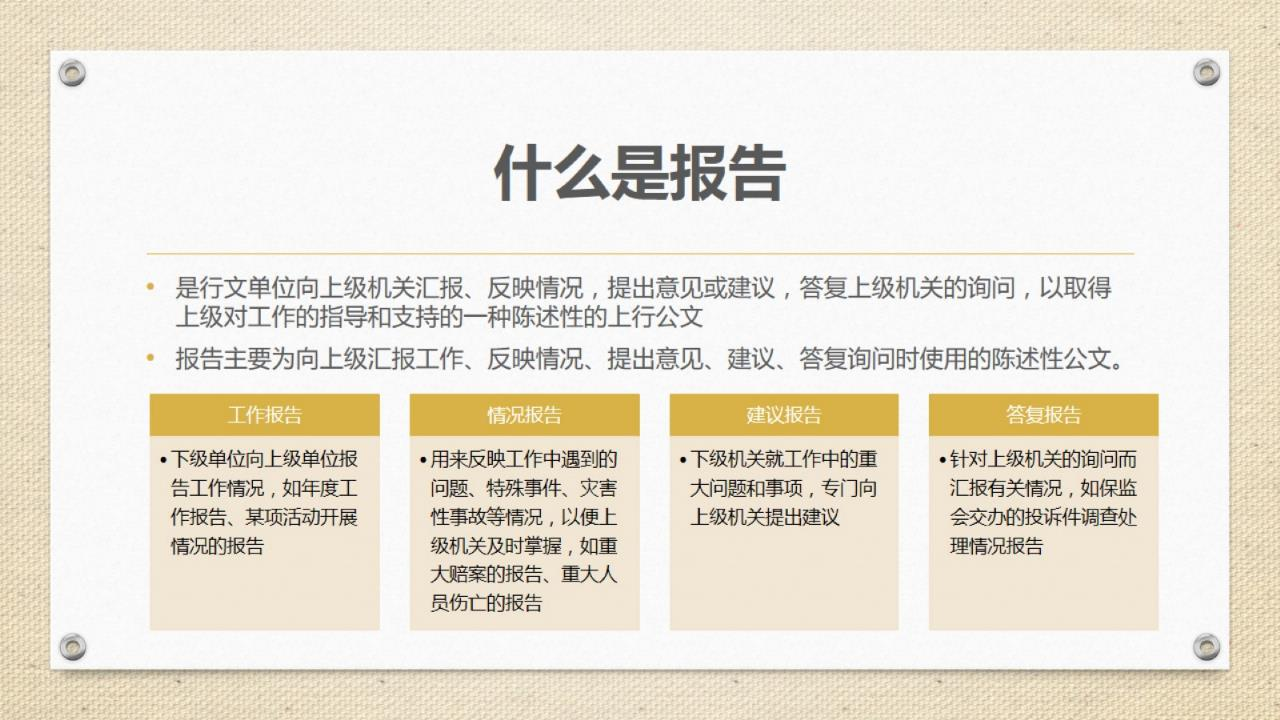 什么是报告
• 是行文单位向上级机关汇报、反映情况，提出意见或建议，答复上级机关的询问，以取得
上级对工作的指导和支持的一种陈述性的上行公文
• 报告主要为向上级汇报工作、反映情况、提出意见、建议、答复询问时使用的陈述性公文。
工作报告
•下级单位向上级单位报
告工作情况，如年度工
作报告、某项活动开展
情况的报告
情况报告
•用来反映工作中遇到的
问题、特殊事件、灾害
性事故等情况，以便上
级机关及时掌握，如重
大赔案的报告、重大人
员伤亡的报告
建议报告
•下级机关就工作中的重
大问题和事项，专门向
上级机关提出建议
答复报告
•针对上级机关的询问而
汇报有关情况，如保监
会交办的投诉件调查处
理情况报告